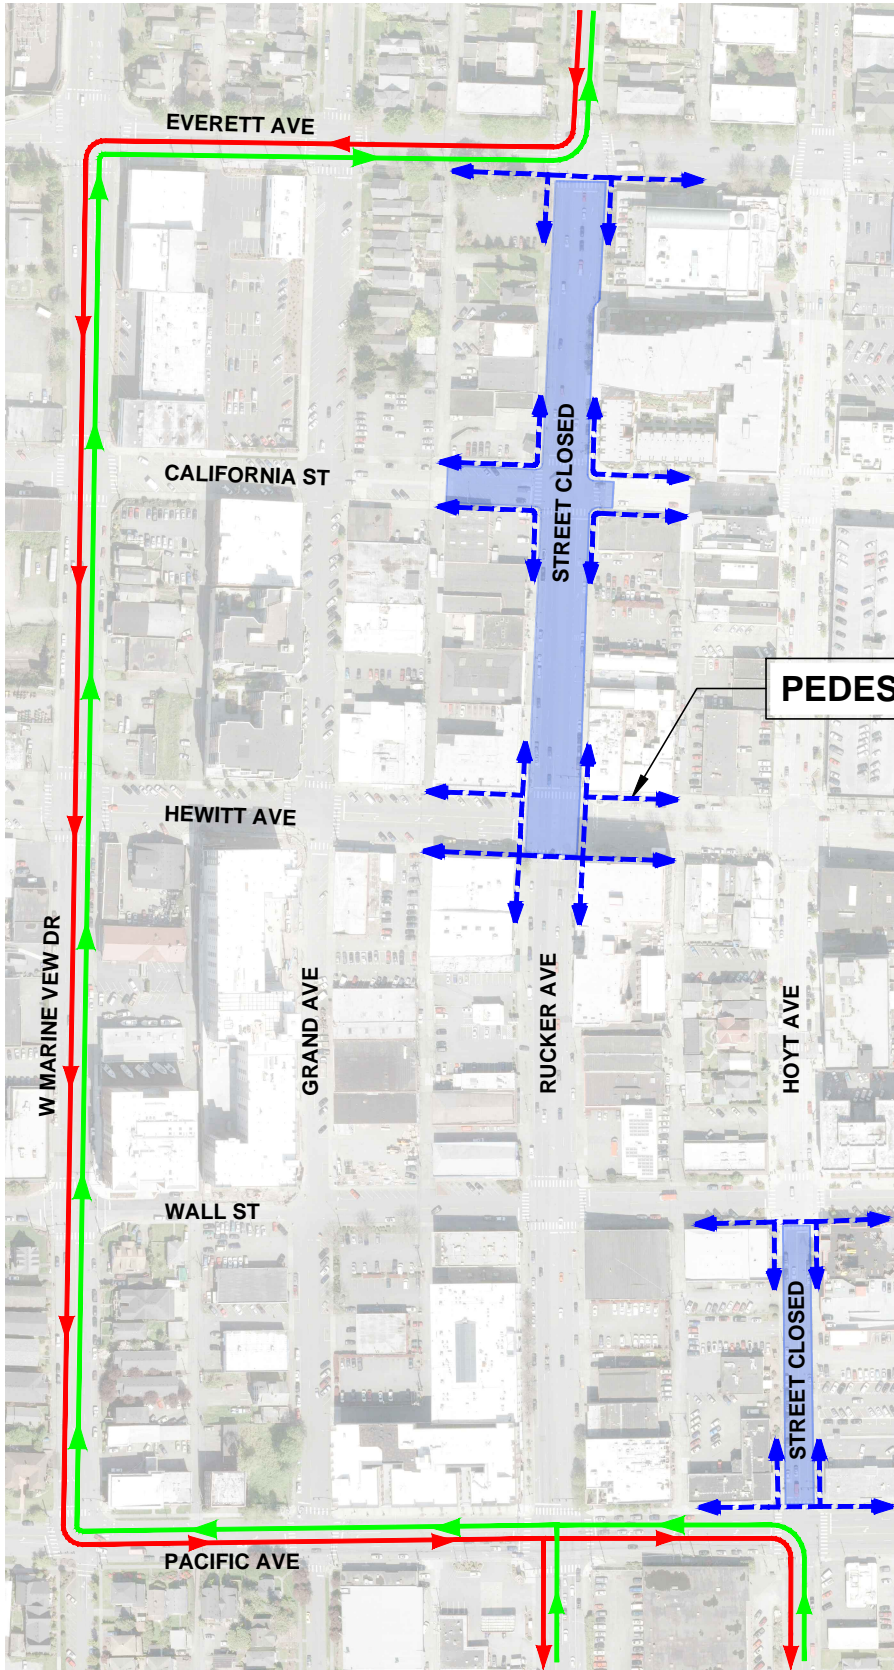 EVERETT AVE
CALIFORNIA ST
STREET CLOSED
PEDES
HEWITT AVE
W MARINE VEW DR
GRAND AVE
RUCKER AVE
HOYT AVE
WALL ST
STREET CLOSED
PACIFIC AVE